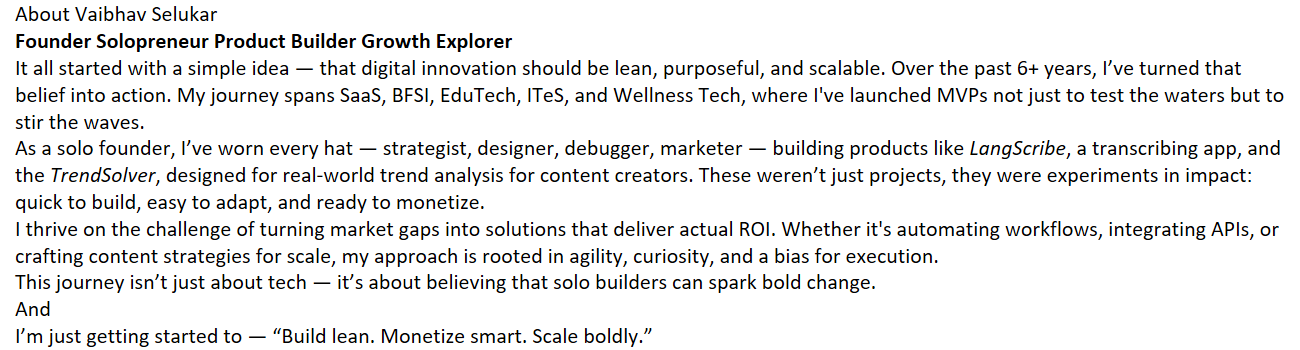 About Vaibhav Selukar
Founder Solopreneur Product Builder Growth Explorer
It all started with a simple idea — that digital innovation should be lean, purposeful, and scalable. Over the past 6+ years, I’ve turned that
belief into action. My journey spans SaaS, BFSI, EduTech, ITeS, and Wellness Tech, where I've launched MVPs not just to test the waters but to
stir the waves.
As a solo founder, I’ve worn every hat — strategist, designer, debugger, marketer — building products like LangScribe, a transcribing app, and
the TrendSolver, designed for real-world trend analysis for content creators. These weren’t just projects, they were experiments in impact:
quick to build, easy to adapt, and ready to monetize.
I thrive on the challenge of turning market gaps into solutions that deliver actual ROI. Whether it's automating workflows, integrating APIs, or
crafting content strategies for scale, my approach is rooted in agility, curiosity, and a bias for execution.
This journey isn’t just about tech — it’s about believing that solo builders can spark bold change.
And
I’m just getting started to — “Build lean. Monetize smart. Scale boldly.”